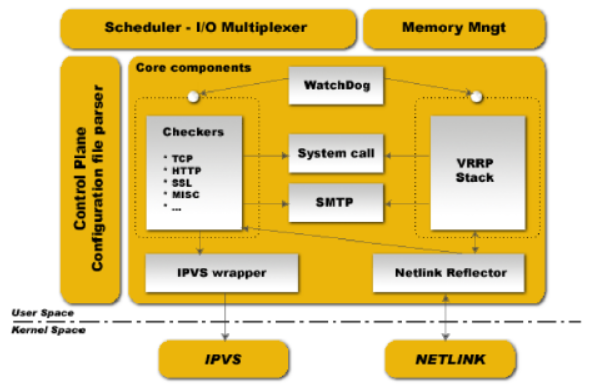 Scheduler - I/O Multiplexer
Memory Mngt
Control Plane
Configuration file parser
Core components
WatchDog
Checkers
* TCP
* HTTP
* SSL
* MISC
* ...
System call
SMTP
VRRP
Stack
IPVS wrapper
Netlink Reflector
User Space
Kernel Space
IPVS
NETLINK